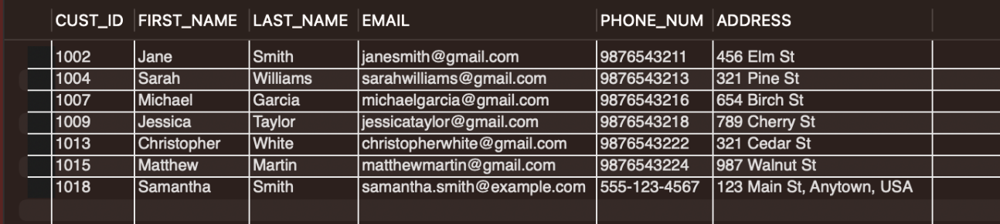 CUST_ID FIRST_NAME LAST_NAME EMAIL PHONE_NUM ADDRESS
1002 Jane Smith janesmith@gmail.com 9876543211 456 Elm St
1004 Sarah Williams sarahwilliams@gmail.com 9876543213 321 Pine St
1007 Michael Garcia michaelgarcia@gmail.com 9876543216 654 Birch St
1009 Jessica Taylor jessicataylor@gmail.com 9876543218 789 Cherry St
1013 Christopher White christopherwhite@gmail.com 9876543222 321 Cedar St
1015 Matthew Martin matthewmartin@gmail.com 9876543224 987 Walnut St
1018 Samantha Smith samantha.smith@example.com 555-123-4567 123 Main St, Anytown, USA